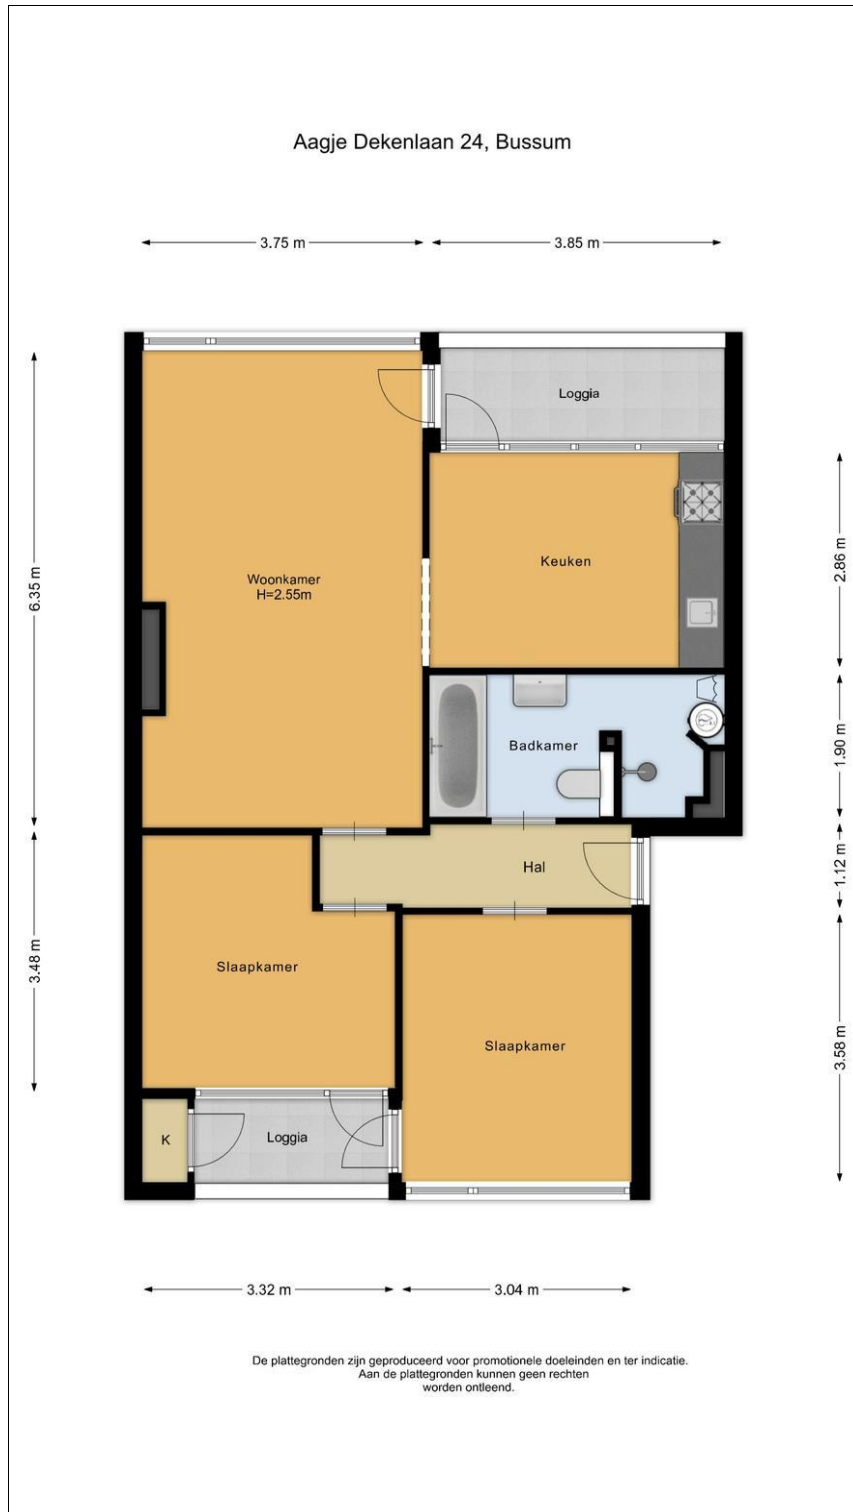 Aagje Dekenlaan 24, Bussum
3.75 m
3.85 m
Loggia
6.35 m
Woonkamer
H=2.55m
Keuken
2.86 m
Badkamer
1.90 m
Hal
1.12 m
3.48 m
Slaapkamer
Slaapkamer
3.58 m
K
Loggia
3.32 m
3.04 m
De plattegronden zijn geproduceerd voor promotionele doeleinden en ter indicatie.
Aan de plattegronden kunnen geen rechten
worden ontleend.